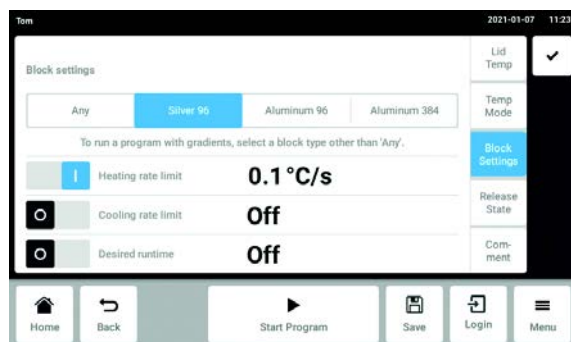 Tom
2021-01-07 11:23
Block settings
Any
Silver 96
Aluminum 96
Aluminum 384
To run a program with gradients, select a block type other than 'Any'.
Heating rate limit
0.1 °C/s
Cooling rate limit
Off
Desired runtime
Off
Lid
Temp
Temp
Mode
Block
Settings
Release
State
Com-
ment
Home
Back
Start Program
Save
Login
Menu